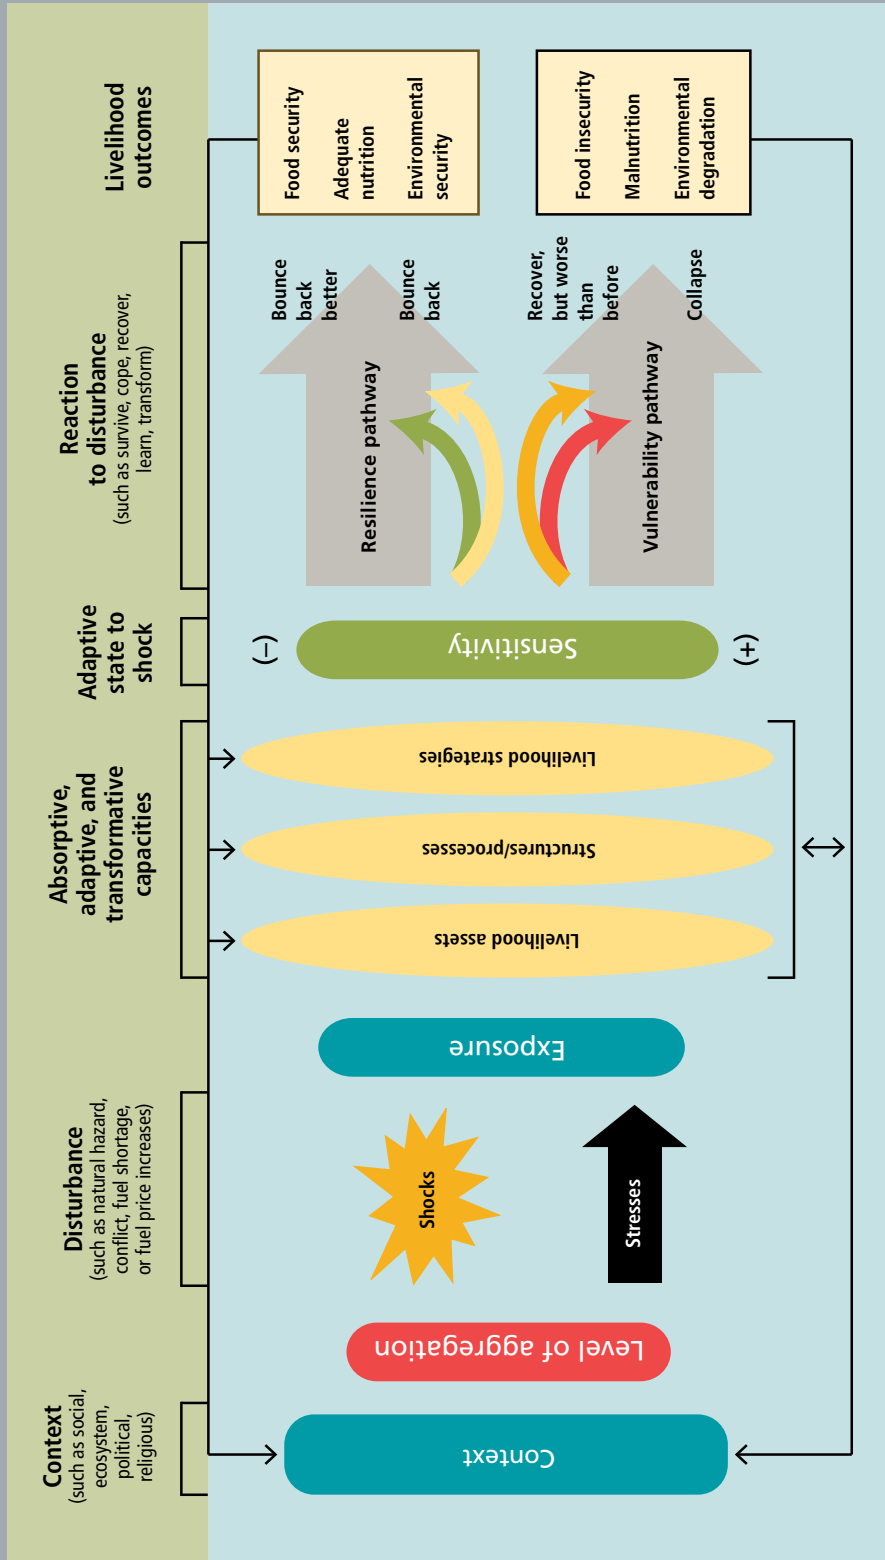 Context
(such as social,
ecosystem,
political,
religious)
Disturbance
(such as natural hazard,
conflict, fuel shortage,
or fuel price increases)
Absorptive,
adaptive, and
transformative
capacities
Adaptive
state to
shock
Reaction
to disturbance
(such as survive, cope, recover,
learn, transform)
Livelihood
outcomes
Context
Level of aggregation
Shocks
Stresses
Exposure
Livelihood assets
Structures/processes
Livelihood strategies
(–)
Sensitivity
(+)
Resilience pathway
Bounce
back
better
Bounce
back
Vulnerability pathway
Recover,
but worse
than
before
Collapse
Food security
Adequate
nutrition
Environmental
security
Food insecurity
Malnutrition
Environmental
degradation